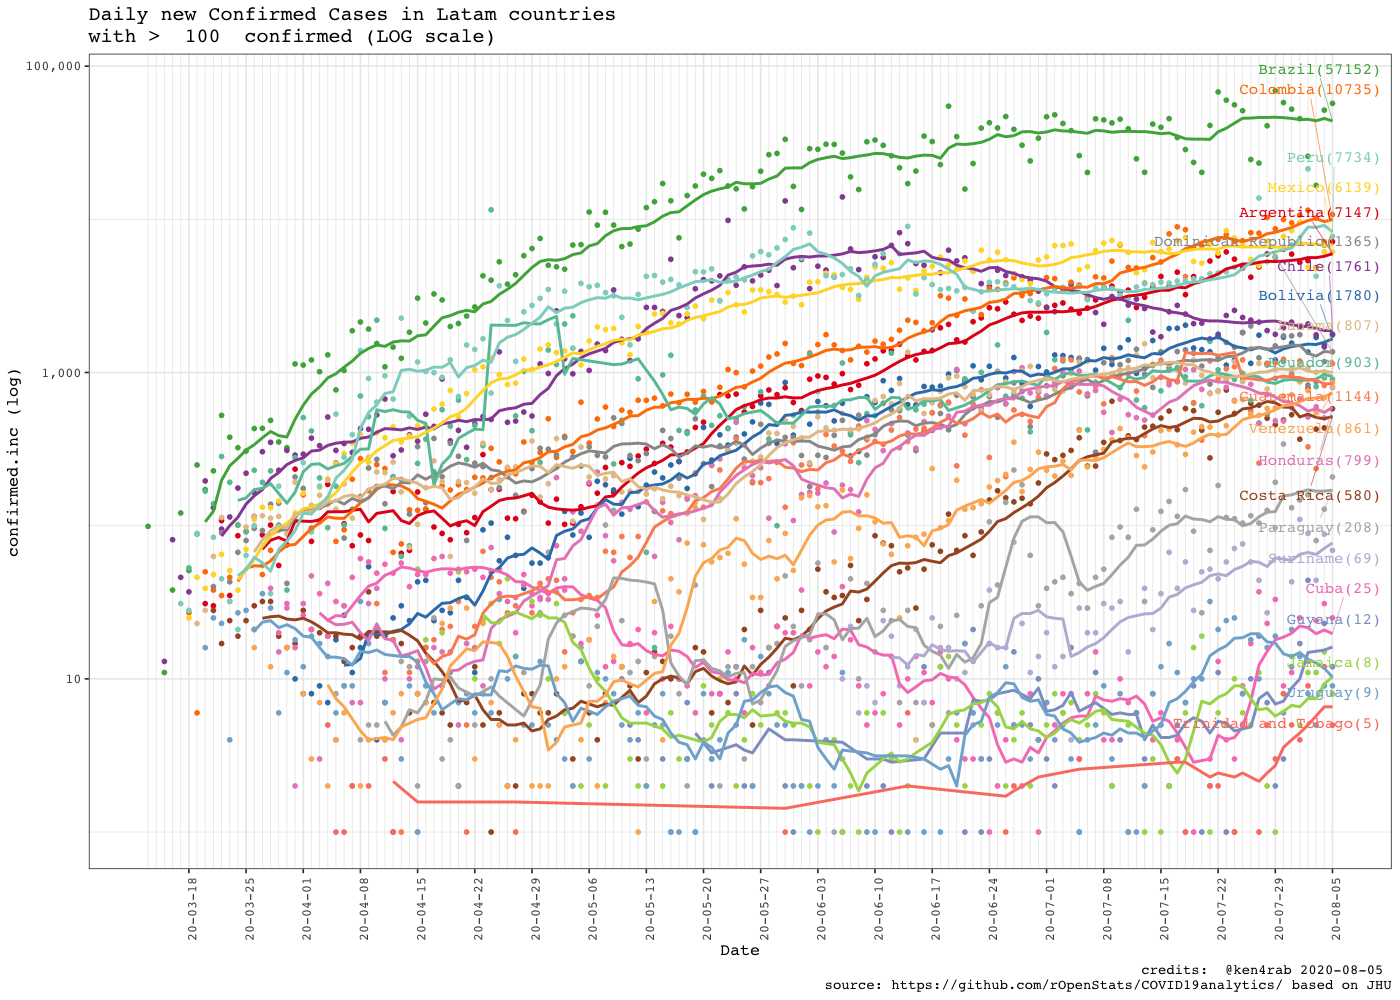 Daily new Confirmed Cases in Latam countries
with >  100  confirmed (LOG scale)
confirmed.inc (log)
100,000
1,000
10
Brazil(57152)
Colombia(10735)
Peru(7734)
Mexico(6139)
Argentina(7147)
Dominican Republic(1365)
Chile(1761)
Bolivia(1780)
Panama(807)
Ecuador(903)
Guatemala(1144)
Venezuela(861)
Honduras(799)
Costa Rica(580)
Paraguay(208)
Suriname(69)
Cuba(25)
Guyana(12)
Jamaica(8)
Uruguay(9)
Trinidad and Tobago(5)
20-03-18
20-03-25
20-04-01
20-04-08
20-04-15
20-04-22
20-04-29
20-05-06
20-05-13
20-05-20
20-05-27
20-06-03
20-06-10
20-06-17
20-06-24
20-07-01
20-07-08
20-07-15
20-07-22
20-07-29
20-08-05
Date
credits:  @ken4rab 2020-08-05
source: https://github.com/rOpenStats/COVID19analytics/ based on JHU